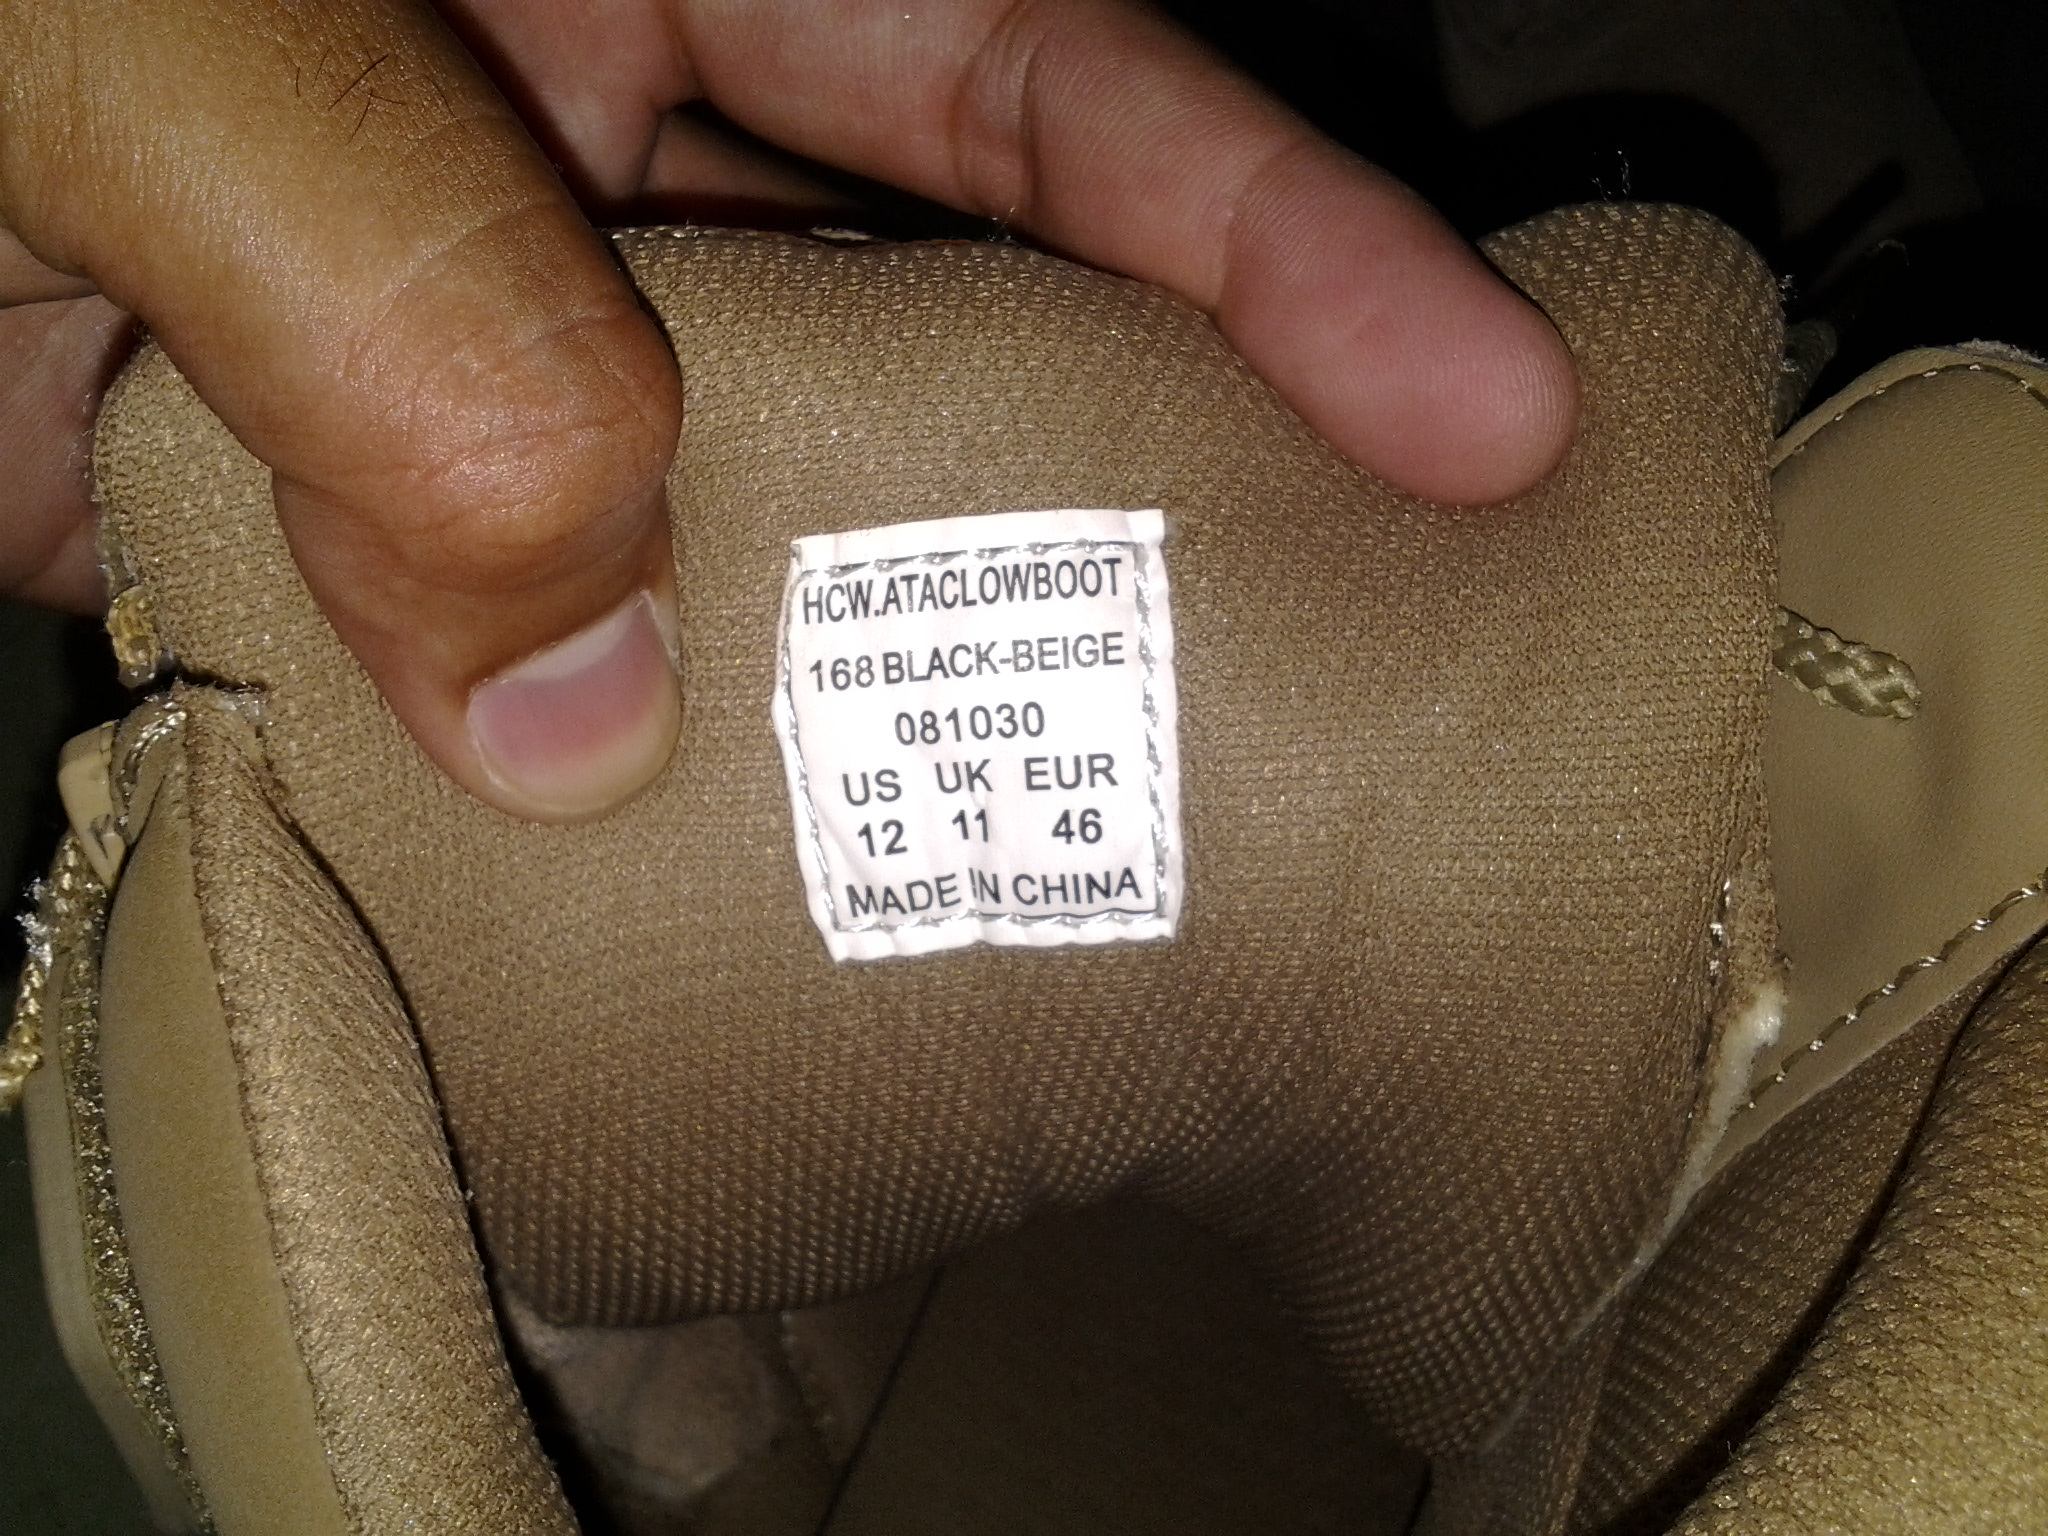 HCW.ATACLOWBOOT
168 BLACK-BEIGE
081030
US UK EUR
12 11 46
MADE IN CHINA